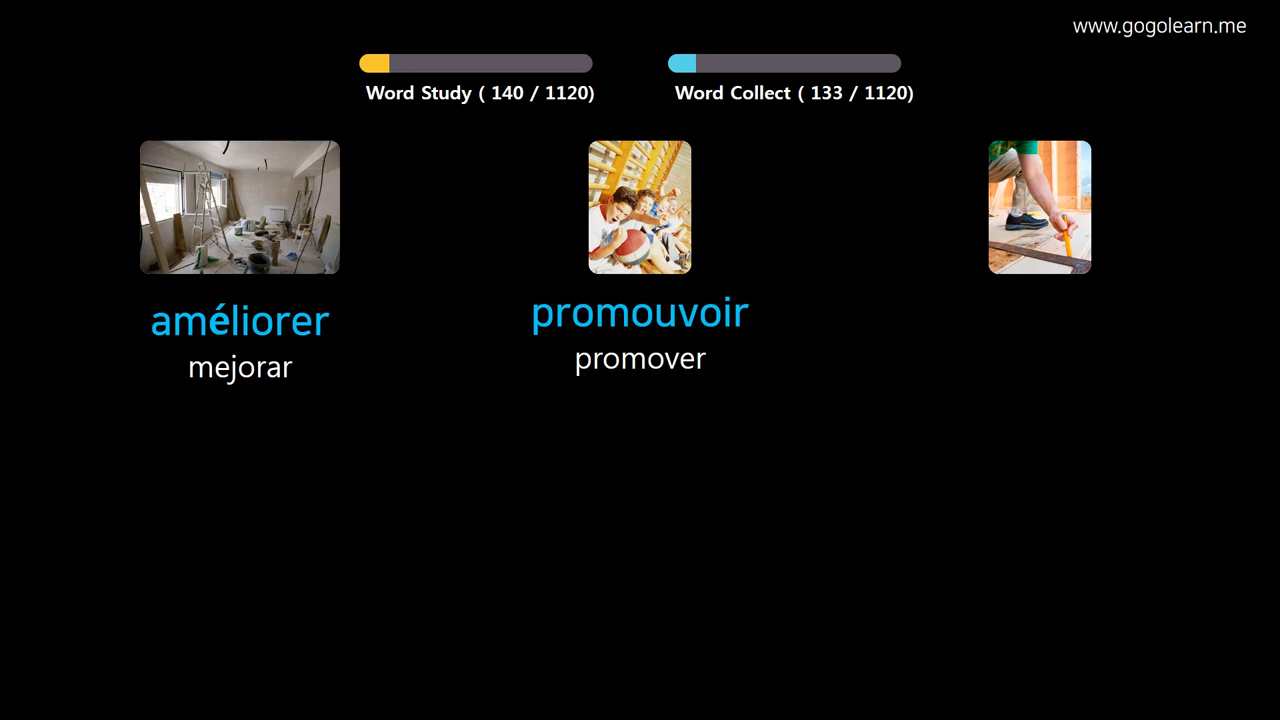 www.gogolearn.me
Word Study ( 140 / 1120)
Word Collect ( 133 / 1120)
améliorer
mejorar
promouvoir
promover